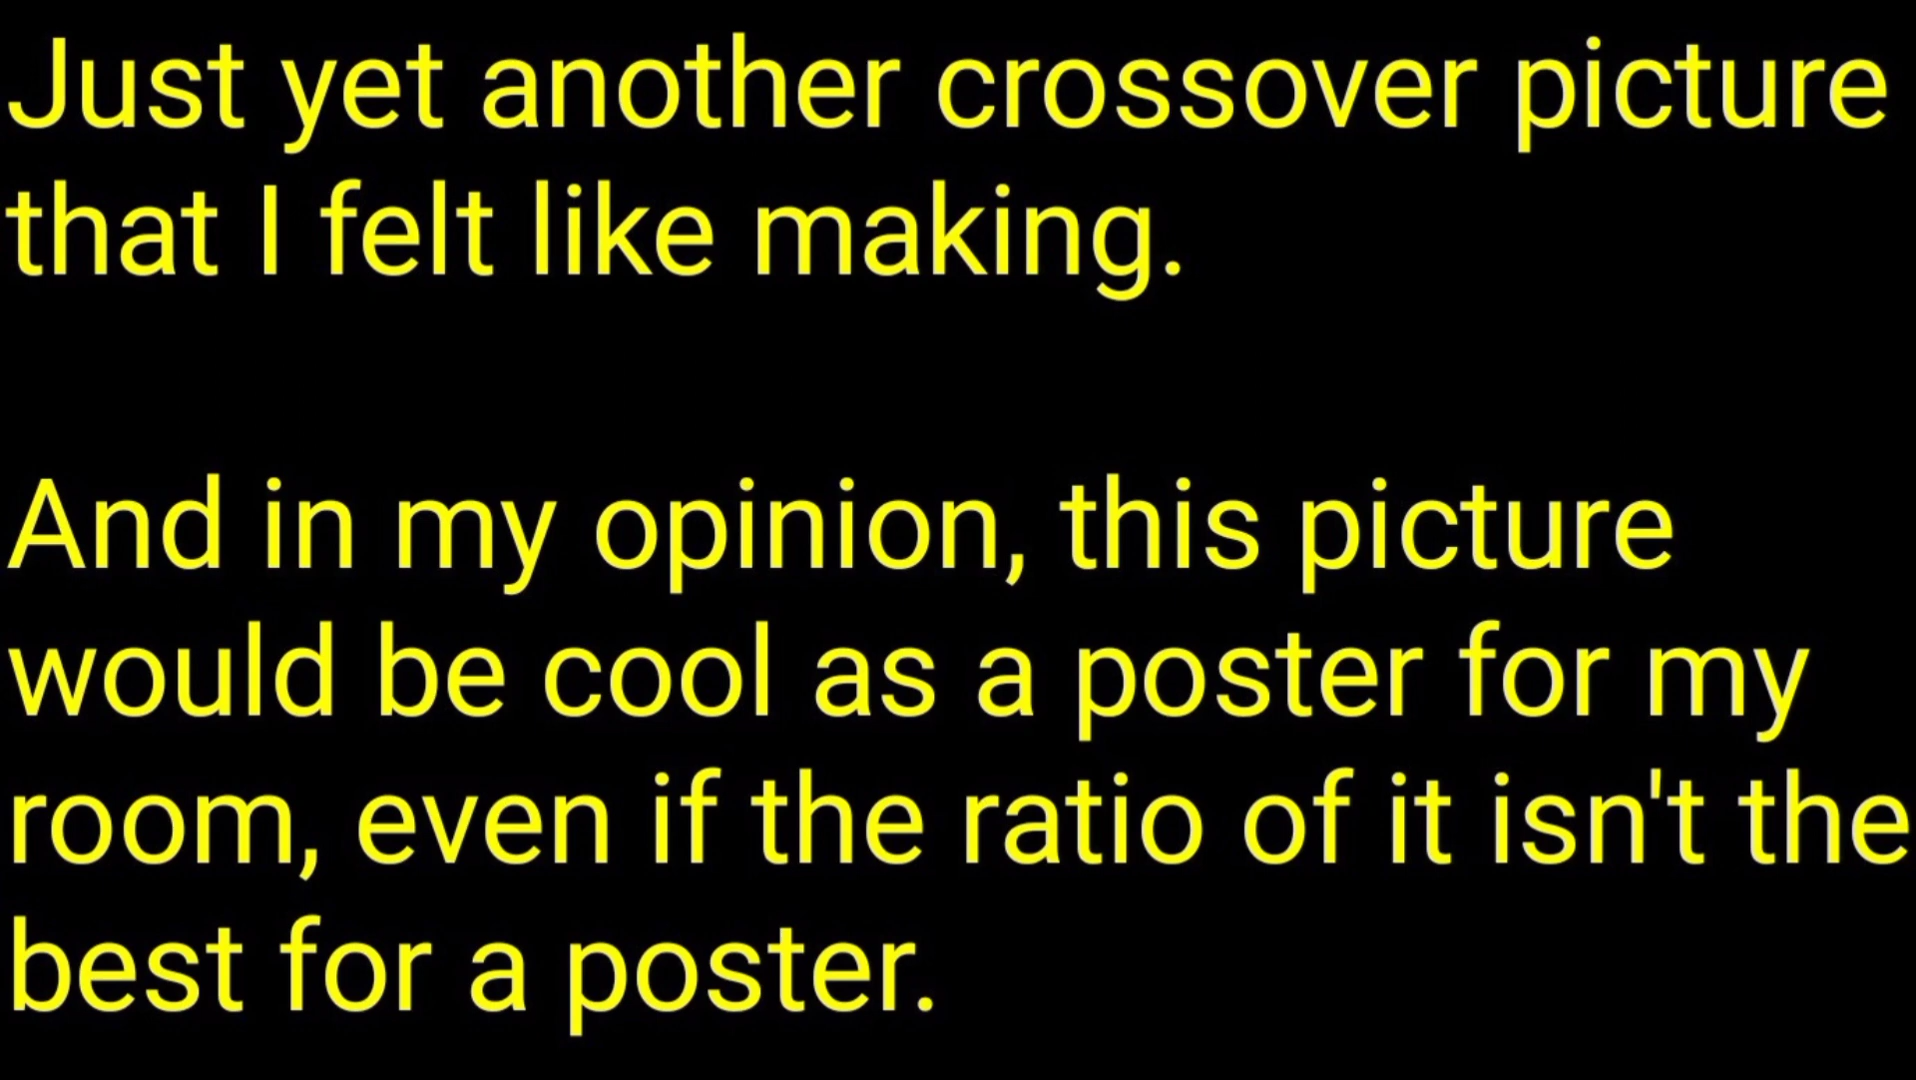 Just yet another crossover picture
that I felt like making.
And in my opinion, this picture
would be cool as a poster for my
room, even if the ratio of it isn't the
best for a poster.